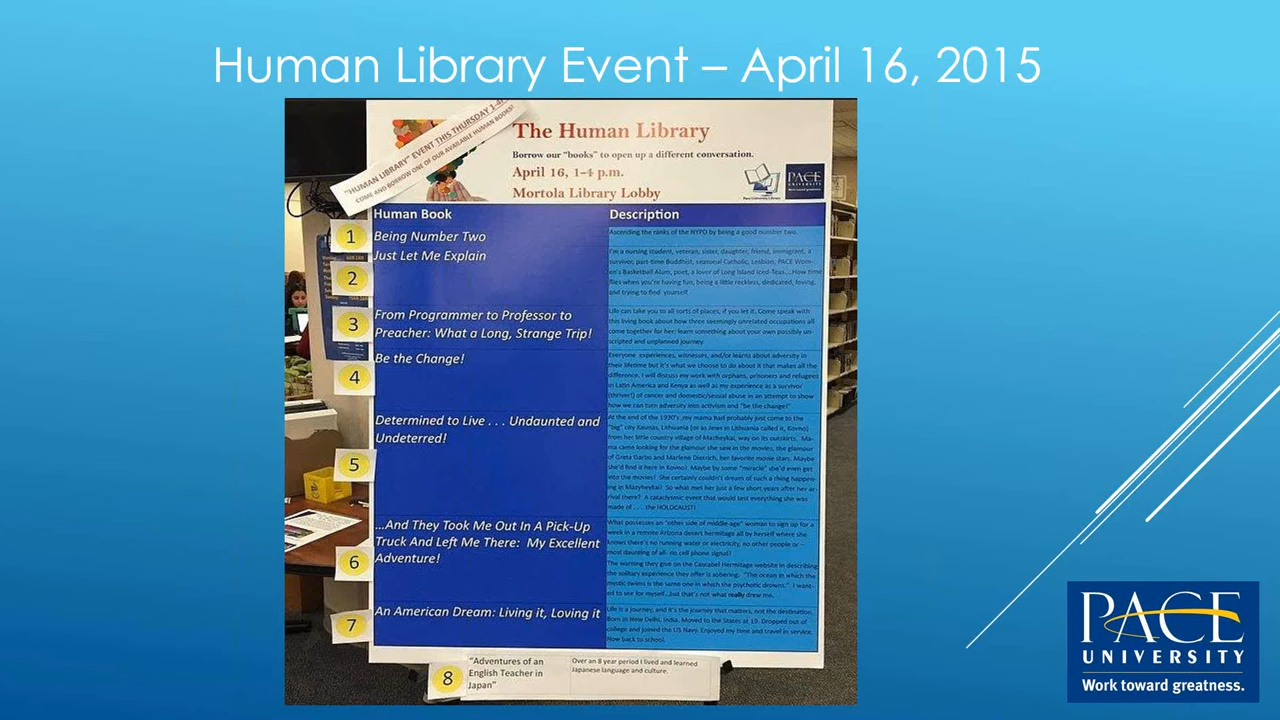 Human Library Event – April 16, 2015
"HUMAN LIBRARY" EVENT THIS THURSDAY 1-4
COME AND BORROW ONE OF OUR AVAILABLE HUMAN BOOKS!
The Human Library
Borrow our "books" to open up a different conversation.
April 16, 1-4 p.m.
Mortola Library Lobby
Pace University Library
PACE
UNIVERSITY
Work toward greatness.
Human Book
Description
1
Being Number Two
Ascending the ranks of the NYPD by being a good number two.
2
Just Let Me Explain
I'm a nursing student, veteran, sister, daughter, friend, immigrant, a
survivor, part-time Buddhist, seasonal Catholic, Lesbian, PACE Wom-
en's Basketball Alum, poet, a lover of Long Island Iced-Teas....How time
flies when you're having fun, being a little reckless, dedicated, loving,
and trying to find yourself.
3
From Programmer to Professor to
Preacher: What a Long, Strange Trip!
Life can take you to all sorts of places, if you let it. Come speak with
this living book about how three seemingly unrelated occupations all
come together for her; learn something about your own possibly un-
scripted and unplanned journey.
4
Be the Change!
Everyone experiences, witnesses, and/or learns about adversity in
their lifetime but it's what we choose to do about it that makes all the
difference. I will discuss my work with orphans, prisoners and refugees
in Latin America and Kenya as well as my experience as a survivor
(thriver!) of cancer and domestic/sexual abuse in an attempt to show
how we can turn adversity into activism and "be the change!"
5
Determined to Live . . . Undaunted and
Undeterred!
At the end of the 1930's, my mama had probably just come to the
"big" city Kaunas, Lithuania (or as Jews in Lithuania called it, Kovno)
from her little country village of Macheykai, way on its outskirts. Ma-
ma came looking for the glamour she saw in the movies, the glamour
of Greta Garbo and Marlene Dietrich, her favorite movie stars. Maybe
she'd find it here in Kovno! Maybe by some "miracle" she'd even get
into the movies! She certainly couldn't dream of such a thing happen-
ing in Mazyheykai! So what met her just a few short years after her ar-
rival there? A cataclysmic event that would test everything she was
made of . . . the HOLOCAUST!
6
...And They Took Me Out In A Pick-Up
Truck And Left Me There: My Excellent
Adventure!
What possesses an "other side of middle-age" woman to sign up for a
week in a remote Arizona desert hermitage all by herself where she
knows there's no running water or electricity, no other people or—
most daunting of all- no cell phone signal?
The warning they give on the Cascabel Hermitage website in describing
the solitary experience they offer is sobering: "The ocean in which the
mystic swims is the same one in which the psychotic drowns." I want-
ed to see for myself...but that's not what really drew me.
7
An American Dream: Living it, Loving it
Life is a journey, and it's the journey that matters, not the destination.
Born in New Delhi, India. Moved to the States at 19. Dropped out of
college and joined the US Navy. Enjoyed my time and travel in service.
Now back to school.
8
"Adventures of an
English Teacher in
Japan"
Over an 8 year period I lived and learned
Japanese language and culture.
PACE
UNIVERSITY
Work toward greatness.